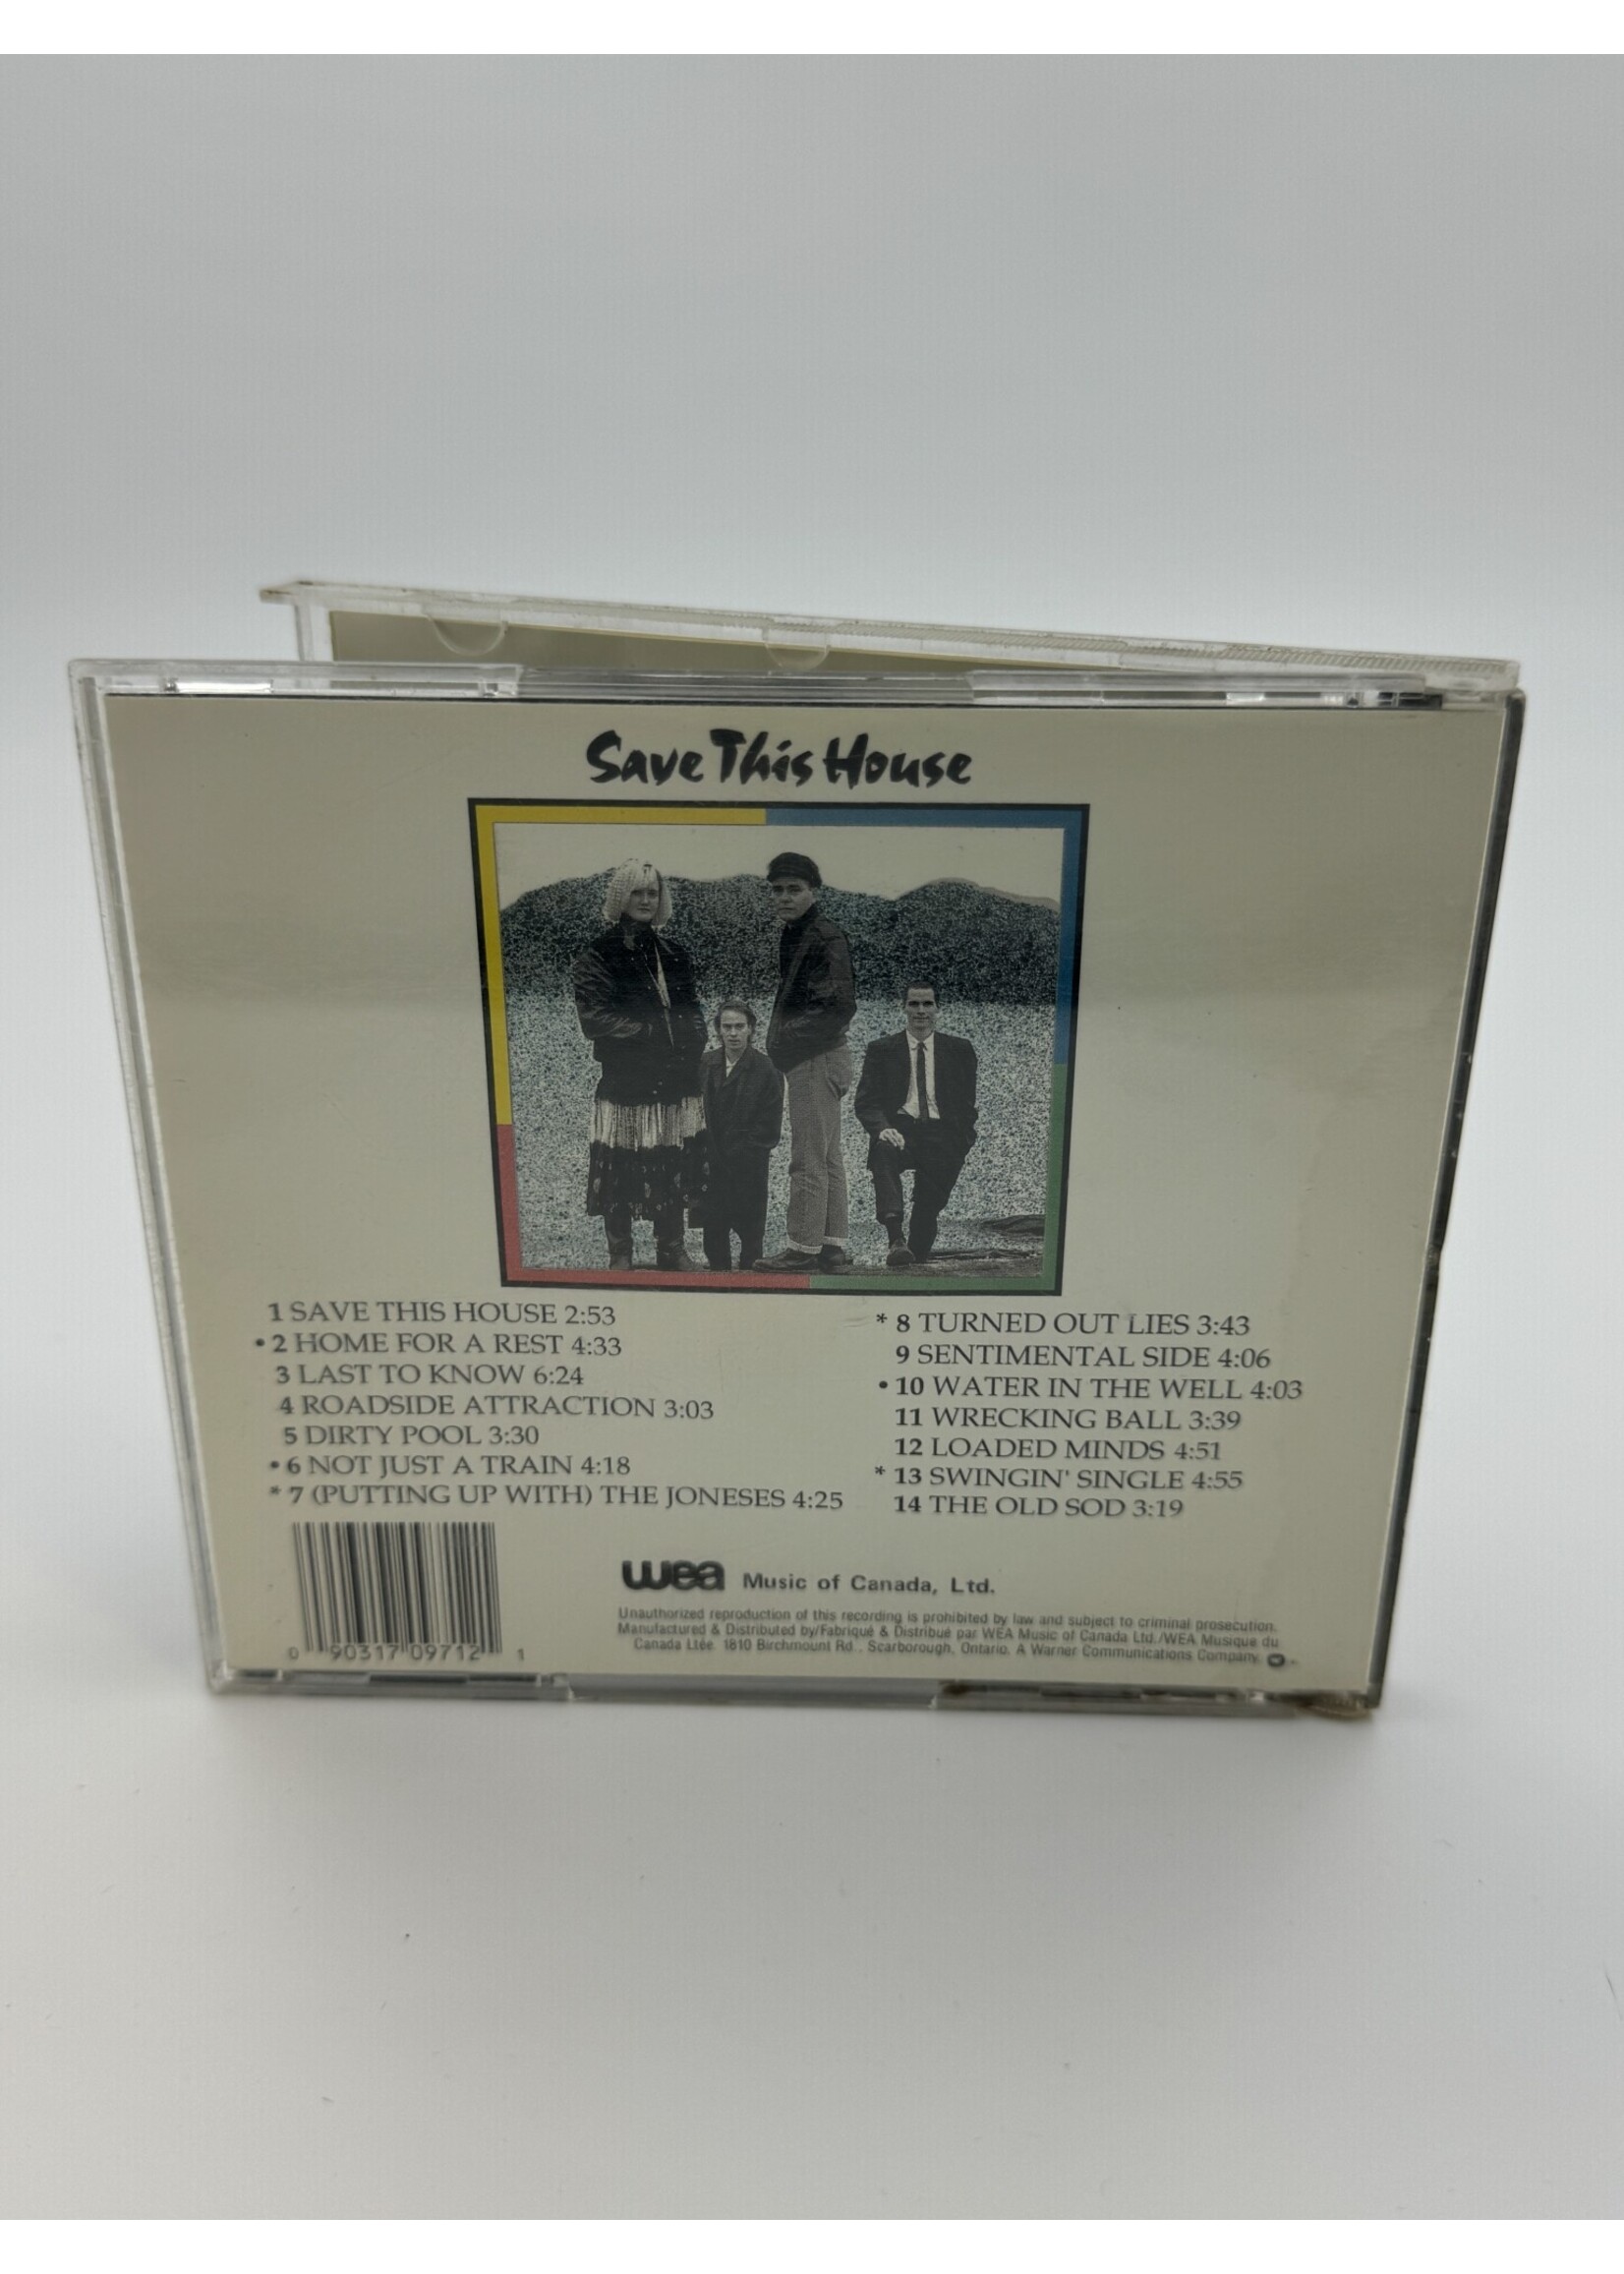 Save This House
1 SAVE THIS HOUSE 2:53
• 2 HOME FOR A REST 4:33
3 LAST TO KNOW 6:24
4 ROADSIDE ATTRACTION 3:03
5 DIRTY POOL 3:30
• 6 NOT JUST A TRAIN 4:18
* 7 (PUTTING UP WITH) THE JONESES 4:25
* 8 TURNED OUT LIES 3:43
9 SENTIMENTAL SIDE 4:06
• 10 WATER IN THE WELL 4:03
11 WRECKING BALL 3:39
12 LOADED MINDS 4:51
* 13 SWINGIN' SINGLE 4:55
14 THE OLD SOD 3:19
0 90317 09712 1
wea Music of Canada, Ltd.
Unauthorized reproduction of this recording is prohibited by law and subject to criminal prosecution.
Manufactured & Distributed by/Fabriqué & Distribué par WEA Music of Canada Ltd./WEA Musique du
Canada Ltée. 1810 Birchmount Rd., Scarborough, Ontario. A Warner Communications Company.